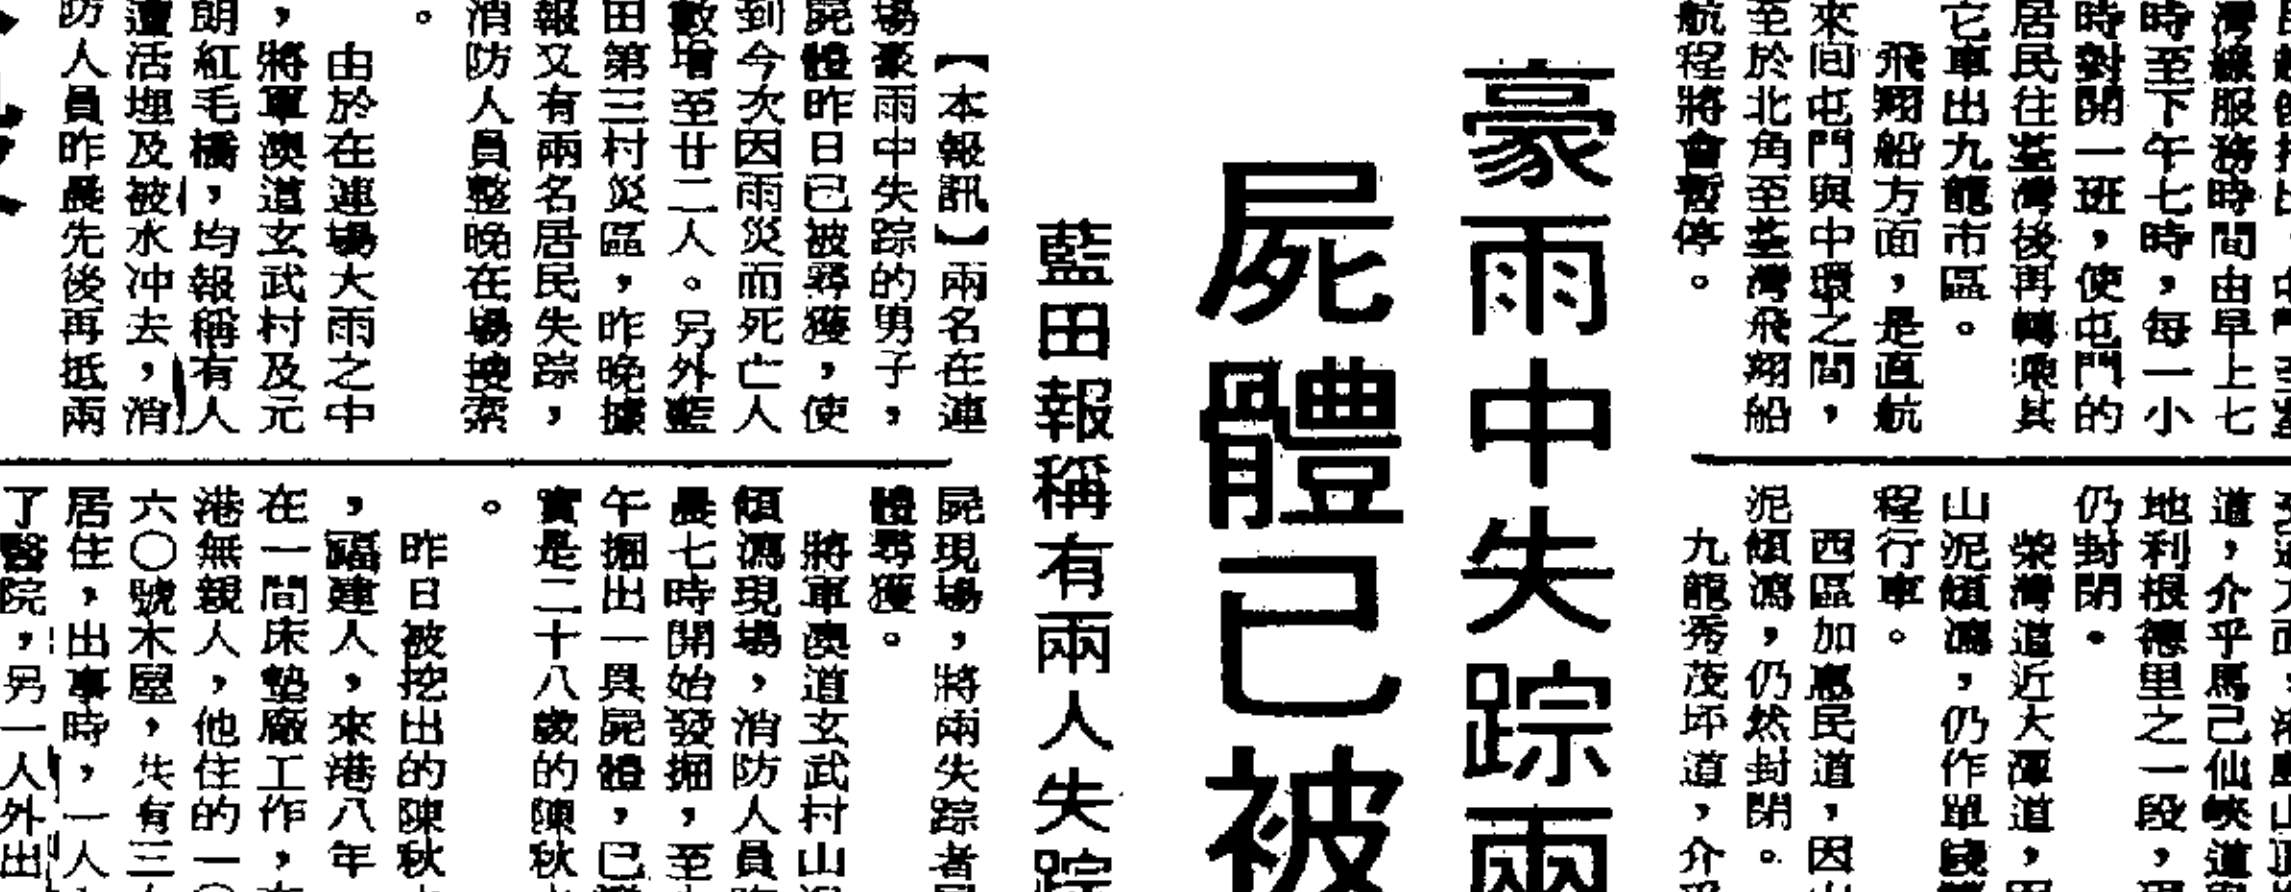 灣線服務時間由早上七
時至下午七時，每一小
時對開一班，使屯門的
居民往荃灣後再轉乘其
它車出九龍市區。
飛翔船方面，是直航
來回屯門與中環之間，
至於北角至荃灣飛翔船
航程將會暫停。
道，介乎馬己仙峽道
地利根德里之一段，
仍封閉。
柴灣道近大潭道，
山泥傾瀉，仍作單線
程行車。
西區加惠民道，因
泥傾瀉，仍然封閉。
九龍秀茂坪道，介
豪雨中失踪兩
屍體已被
藍田報稱有兩人失踪
【本報訊】兩名在連
場豪雨中失踪的男子，
屍體昨日已被尋獲，使
到今次因雨災而死亡人
數增至廿二人。另外藍
田第三村災區，昨晚據
報又有兩名居民失踪，
消防人員整晚在場搜索
。
由於在連場大雨之中
，將軍澳道玄武村及元
朗紅毛橋，均報稱有人
遭活埋及被水冲去，消
防人員昨晨先後再抵兩
屍現場，將兩失踪者
體尋獲。
將軍澳道玄武村山
傾瀉現場，消防人員
晨七時開始發掘，至
午掘出一具屍體，已
實是二十八歲的陳秋
。
昨日被挖出的陳秋
，福建人，來港八年
在一間床墊廠工作，
港無親人，他住的一
六〇號木屋，共有三
居住，出事時，一人
了醫院，另一人外出